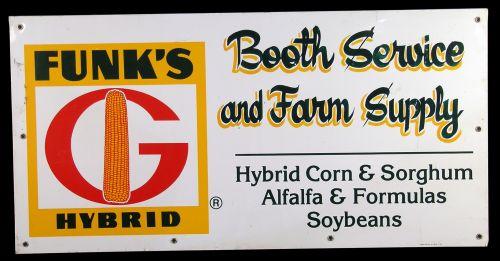 FUNK'S
G
HYBRID
®
Booth Service
and Farm Supply
Hybrid Corn & Sorghum
Alfalfa & Formulas
Soybeans